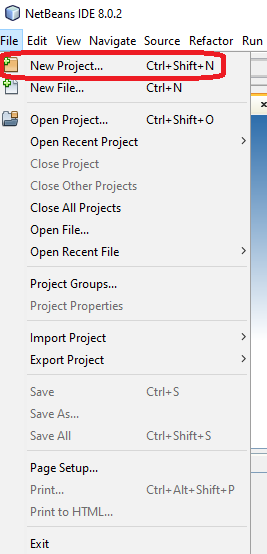 NetBeans IDE 8.0.2
File Edit View Navigate Source Refactor Run
New Project... Ctrl+Shift+N
New File... Ctrl+N
Open Project... Ctrl+Shift+O
Open Recent Project
Close Project
Close Other Projects
Close All Projects
Open File...
Open Recent File
Project Groups...
Project Properties
Import Project
Export Project
Save Ctrl+S
Save As...
Save All Ctrl+Shift+S
Page Setup...
Print... Ctrl+Alt+Shift+P
Print to HTML...
Exit